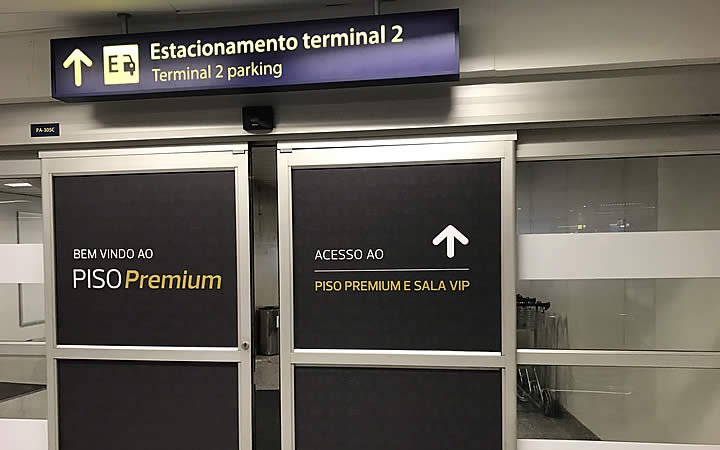 Estacionamento terminal 2
E
Terminal 2 parking
PA-305C
BEM VINDO AO
PISO Premium
ACESSO AO
PISO PREMIUM E SALA VIP